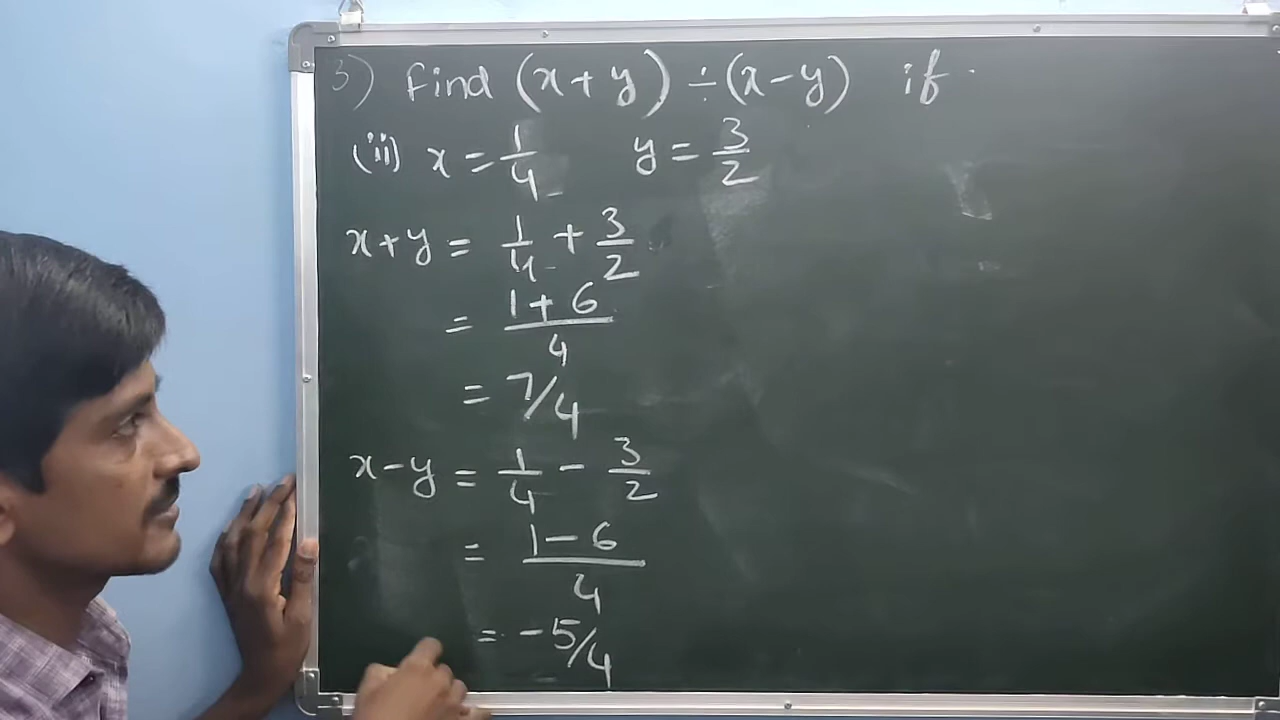 3) Find (x+y) ÷ (x-y) if
(ii) x = 1/4 y = 3/2
x+y = 1/4 + 3/2
= (1+6)/4
= 7/4
x-y = 1/4 - 3/2
= (1-6)/4
= -5/4